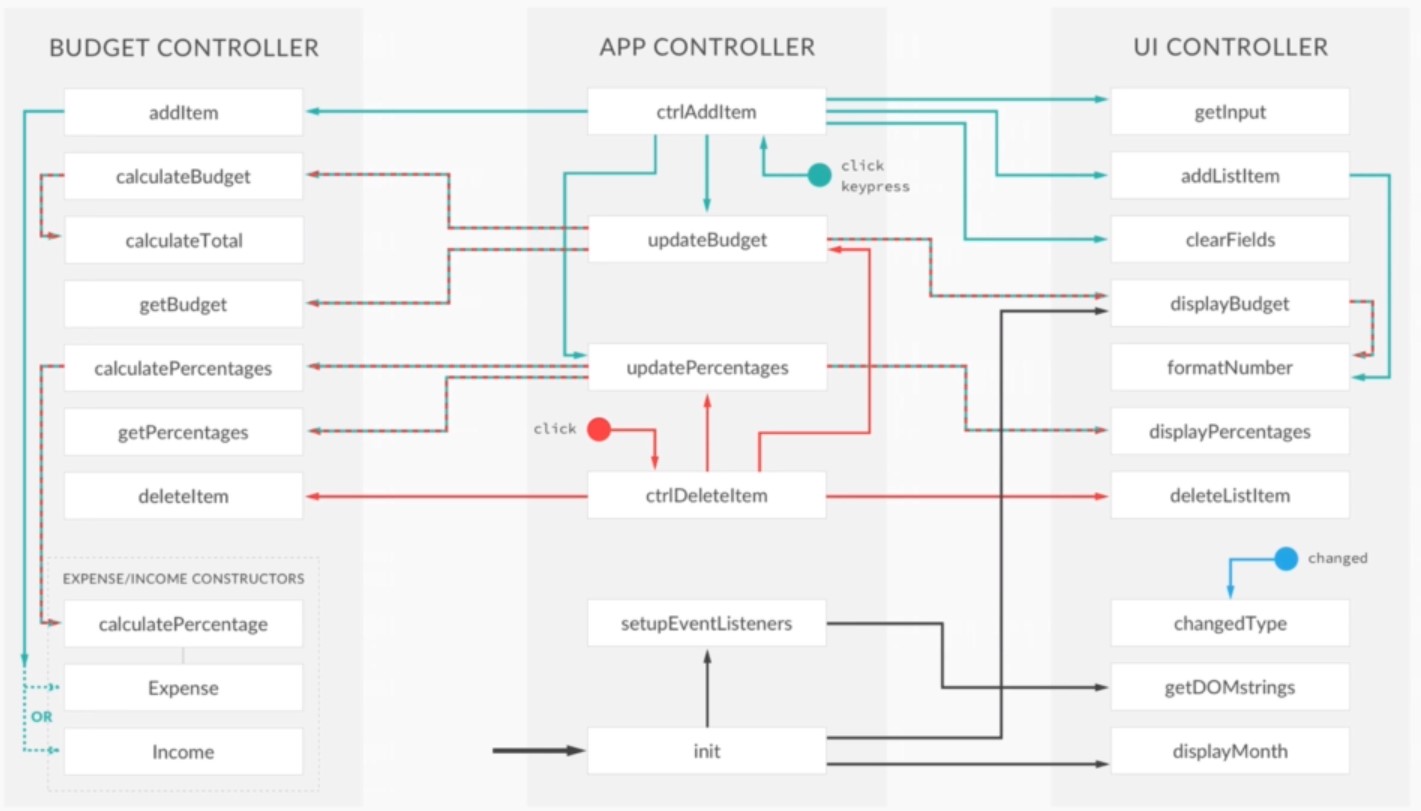 BUDGET CONTROLLER
addItem
calculateBudget
calculateTotal
getBudget
calculatePercentages
getPercentages
deleteItem
EXPENSE/INCOME CONSTRUCTORS
calculatePercentage
Expense
OR
Income
APP CONTROLLER
ctrlAddItem
click
keypress
updateBudget
updatePercentages
click
ctrlDeleteItem
setupEventListeners
init
UI CONTROLLER
getInput
addListItem
clearFields
displayBudget
formatNumber
displayPercentages
deleteListItem
changed
changedType
getDOMstrings
displayMonth